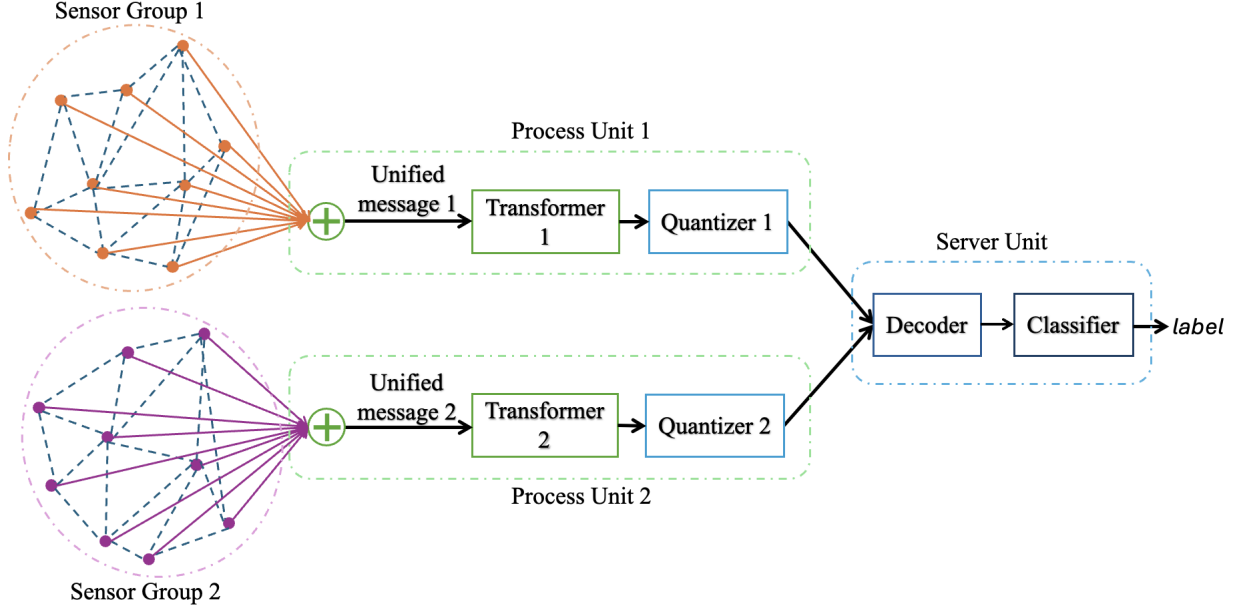 Sensor Group 1
Process Unit 1
Unified
message 1
Transformer
1
Quantizer 1
Server Unit
Decoder
Classifier
label
Unified
message 2
Transformer
2
Quantizer 2
Process Unit 2
Sensor Group 2